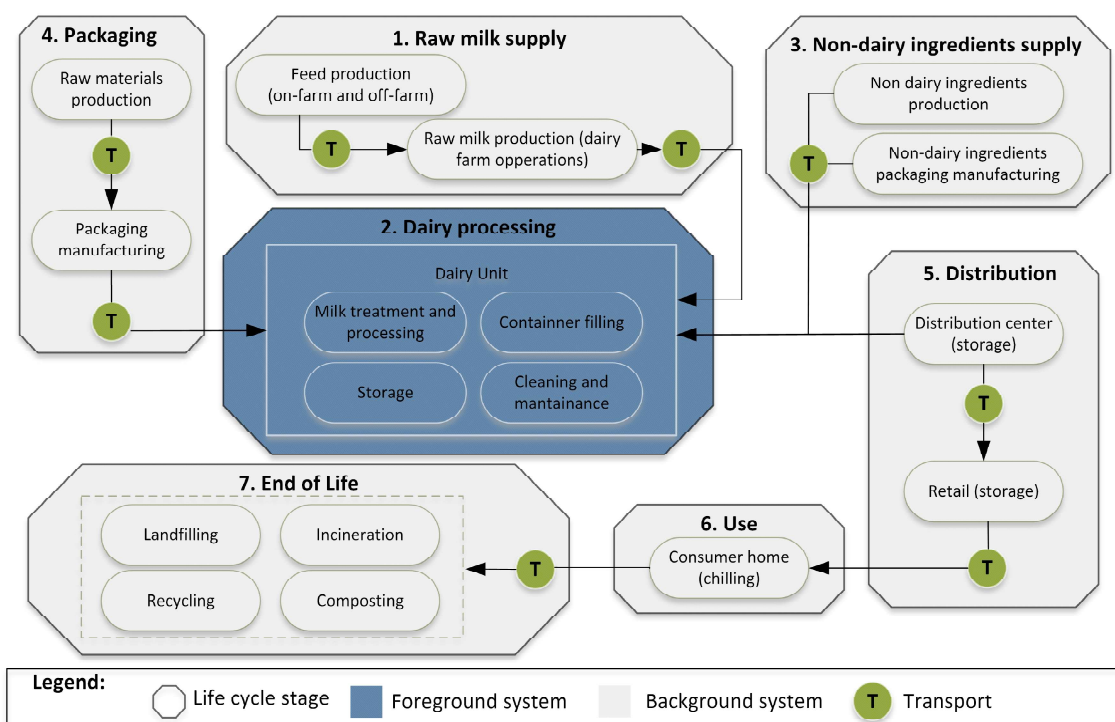 4. Packaging
Raw materials
production
T
Packaging
manufacturing
T
1. Raw milk supply
Feed production
(on-farm and off-farm)
T
Raw milk production (dairy
farm opperations)
T
3. Non-dairy ingredients supply
Non dairy ingredients
production
T
Non-dairy ingredients
packaging manufacturing
2. Dairy processing
Dairy Unit
Milk treatment and
processing
Containner filling
Storage
Cleaning and
mantainance
5. Distribution
Distribution center
(storage)
T
Retail (storage)
T
6. Use
Consumer home
(chilling)
7. End of Life
Landfilling
Incineration
Recycling
Composting
T
Legend:
Life cycle stage
Foreground system
Background system
T
Transport